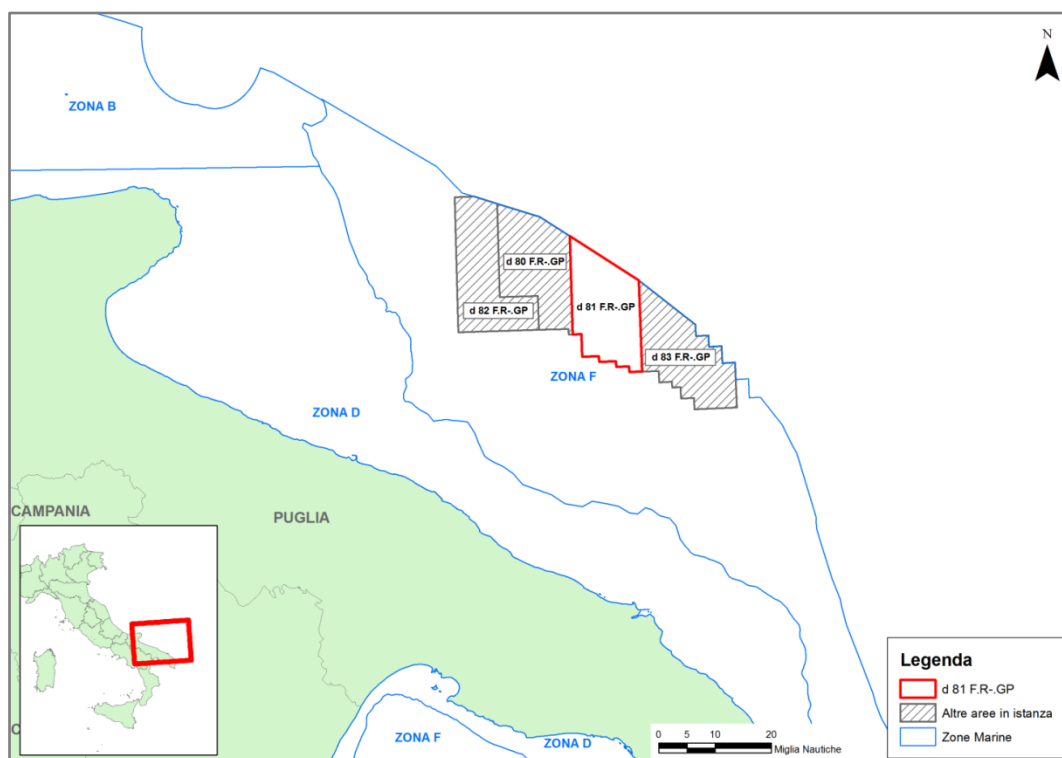 N
ZONA B
d 80 F.R-.GP
d 81 F.R-.GP
d 82 F.R-.GP
d 83 F.R-.GP
ZONA F
ZONA D
CAMPANIA
PUGLIA
Legenda
d 81 F.R-.GP
Altre aree in istanza
Zone Marine
0 5 10 20
Miglia Nautiche
ZONA F
ZONA D